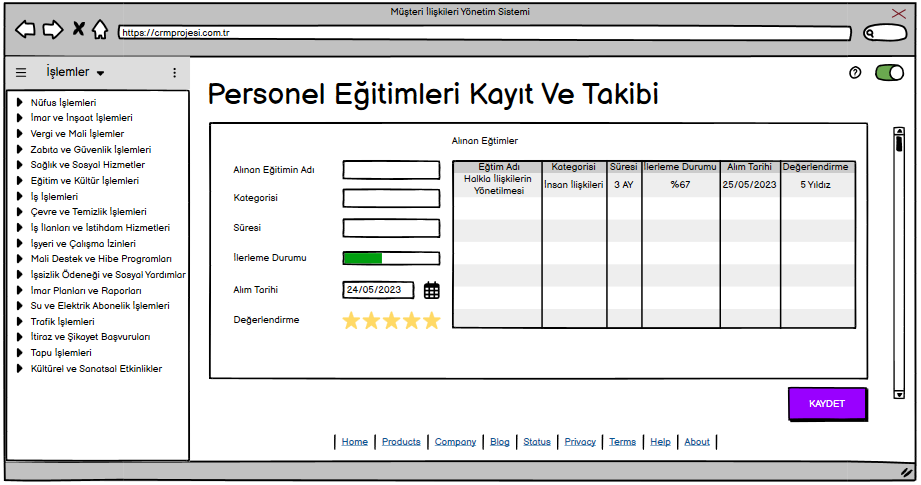 Müşteri İlişkileri Yönetim Sistemi
https://crmprojesi.com.tr
İşlemler
Nüfus İşlemleri
İmar ve İnşaat İşlemleri
Vergi ve Mali İşlemler
Zabıta ve Güvenlik İşlemleri
Sağlık ve Sosyal Hizmetler
Eğitim ve Kültür İşlemleri
İş İşlemleri
Çevre ve Temizlik İşlemleri
İş İlanları ve İstihdam Hizmetleri
İşyeri ve Çalışma İzinleri
Mali Destek ve Hibe Programları
İşsizlik Ödeneği ve Sosyal Yardımlar
İmar Planları ve Raporları
Su ve Elektrik Abonelik İşlemleri
Trafik İşlemleri
İtiraz ve Şikayet Başvuruları
Tapu İşlemleri
Kültürel ve Sanatsal Etkinlikler
Personel Eğitimleri Kayıt Ve Takibi
Alınan Eğitimin Adı
Kategorisi
Süresi
İlerleme Durumu
Alım Tarihi 24/05/2023
Değerlendirme
Alınan Eğitimler
Eğtim Adı Kategorisi Süresi İlerleme Durumu Alım Tarihi Değerlendirme
Halkla İlişkilerin
Yönetilmesi İnsan İlişkileri 3 AY %67 25/05/2023 5 Yıldız
KAYDET
Home Products Company Blog Status Privacy Terms Help About